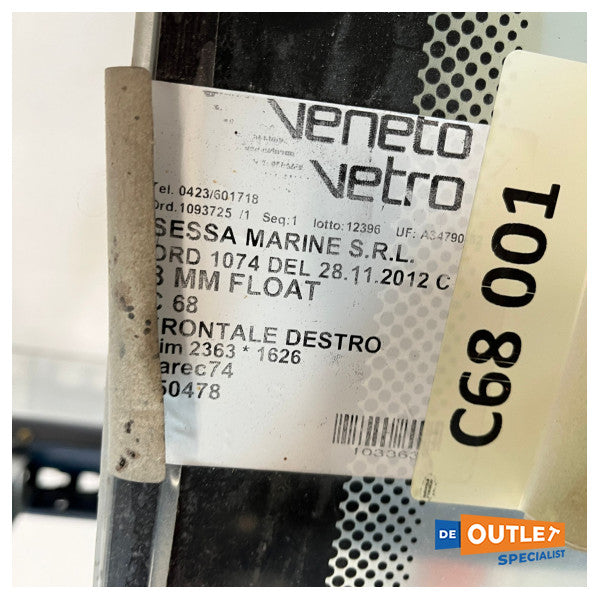 veneto
vetro
Tel. 0423/601718
Ord.1093725 /1 Seq:1 lotto:12396 UF: A34790
SESSA MARINE S.R.L.
ORD 1074 DEL 28.11.2012 C
MM FLOAT
C 68
FRONTALE DESTRO
im 2363 * 1626
arec74
50478
103363
C68 001
DE OUTLET
SPECIALIST